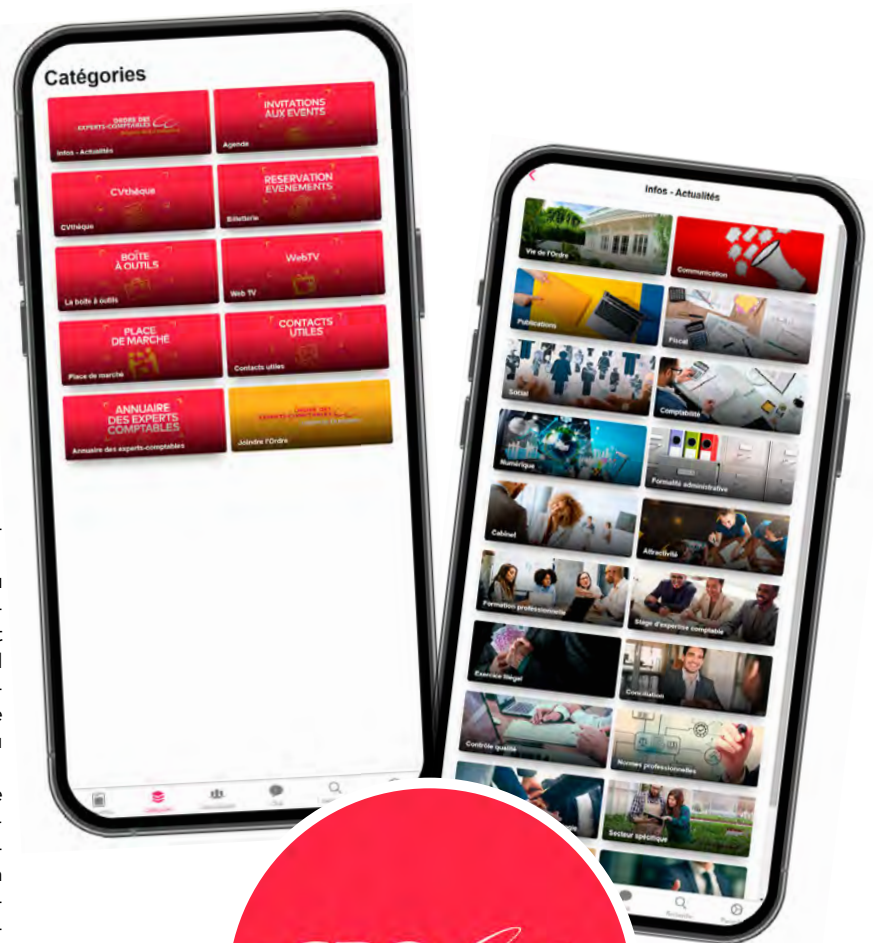 Catégories
ORDRE DES
EXPERTS-COMPTABLES
Infos - Actualités
INVITATIONS
AUX EVENTS
Agenda
CVthèque
CVthèque
RESERVATION
EVENEMENTS
Billetterie
BOÎTE
À OUTILS
La boîte à outils
WebTV
Web TV
PLACE
DE MARCHÉ
Place de marché
CONTACTS
UTILES
Contacts utiles
ANNUAIRE
DES EXPERTS
COMPTABLES
Annuaire des experts-comptables
ORDRE DES
EXPERTS-COMPTABLES
Joindre l'Ordre
Infos - Actualités
Vie de l'Ordre
Communication
Publications
Fiscal
Social
Comptabilité
Numérique
Formalité administrative
Cabinet
Attractivité
Formation professionnelle
Stage d'expertise comptable
Exercice illégal
Conciliation
Contrôle qualité
Normes professionnelles
Secteur spécifique